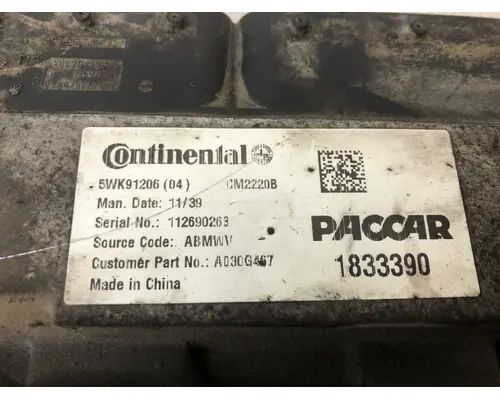 Continental
5WK91206 (04) CM2220B
Man. Date: 11/39
Serial No.: 112690263
Source Code: ABMWV
PACCAR
Customer Part No.: A030G467
1833390
Made in China